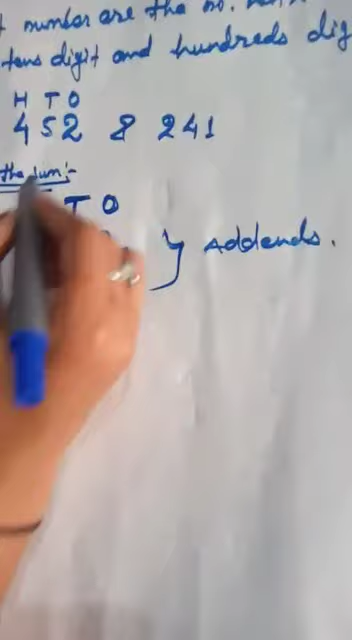 number are the no.
tens digit and hundreds dig
H T O
452 8 241
the sum:-
T O
} addends.